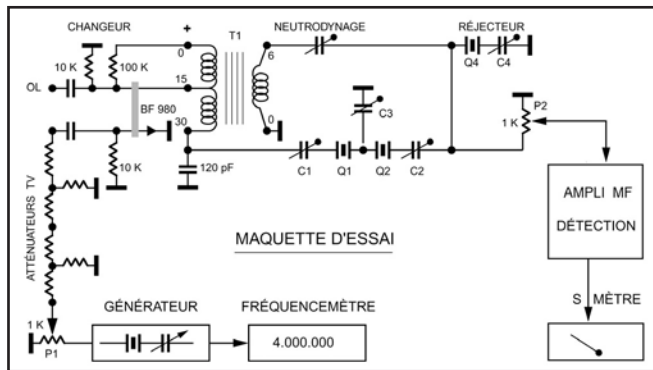 CHANGEUR
+
T1
NEUTRODYNAGE
RÉJECTEUR
0
6
10 K
100 K
Q4
C4
OL
15
BF 980
C3
P2
30
0
1 K
10 K
120 pF
C1
Q1
Q2
C2
ATTÉNUATEURS TV
AMPLI MF
DÉTECTION
MAQUETTE D'ESSAI
GÉNÉRATEUR
FRÉQUENCEMÈTRE
S MÈTRE
1 K
4.000.000
P1